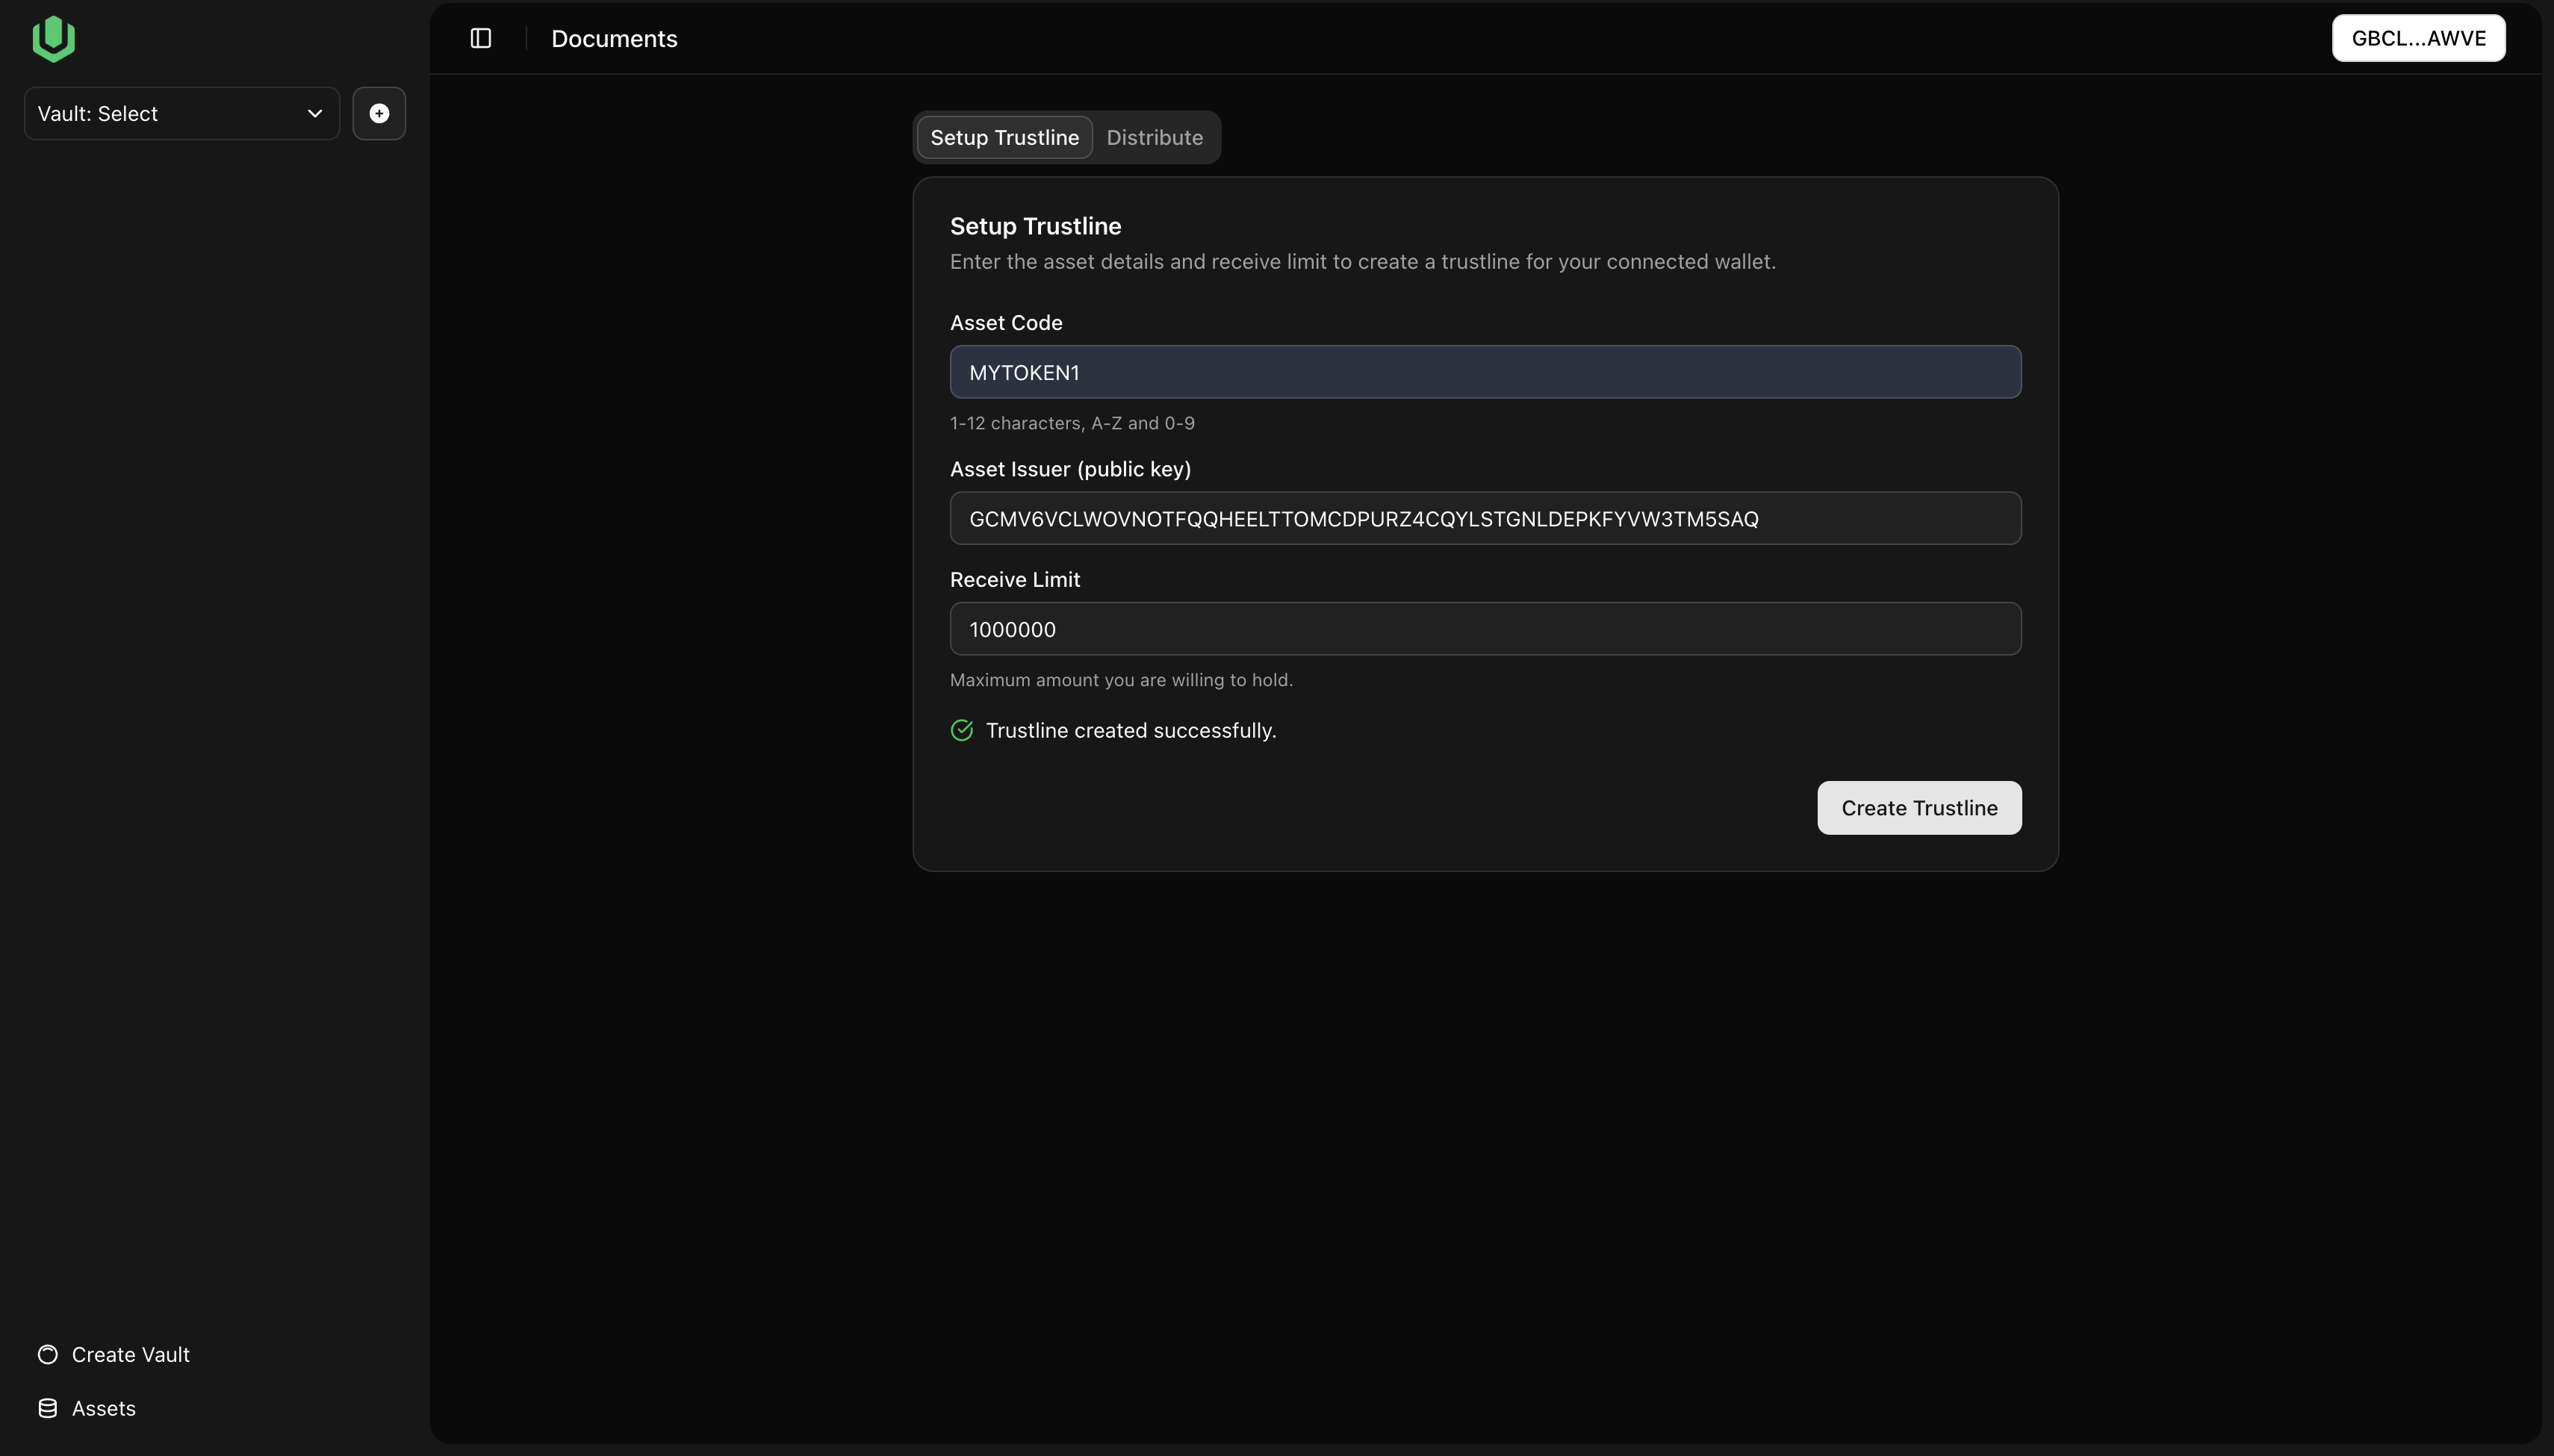 Documents
GBCL...AWVE
Vault: Select
Setup Trustline
Distribute
Setup Trustline
Enter the asset details and receive limit to create a trustline for your connected wallet.
Asset Code
MYTOKEN1
1-12 characters, A-Z and 0-9
Asset Issuer (public key)
GCMV6VCLWOVNOTFQQHEELTTOMCDPURZ4CQYLSTGNLDEPKFYVW3TM5SAQ
Receive Limit
1000000
Maximum amount you are willing to hold.
Trustline created successfully.
Create Trustline
Create Vault
Assets